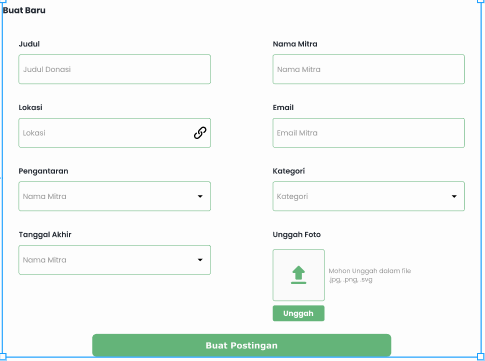 Buat Baru
Judul
Judul Donasi
Nama Mitra
Nama Mitra
Lokasi
Lokasi
Email
Email Mitra
Pengantaran
Nama Mitra
Kategori
Kategori
Tanggal Akhir
Nama Mitra
Unggah Foto
Mohon Unggah dalam file
.jpg, .png, .svg
Unggah
Buat Postingan